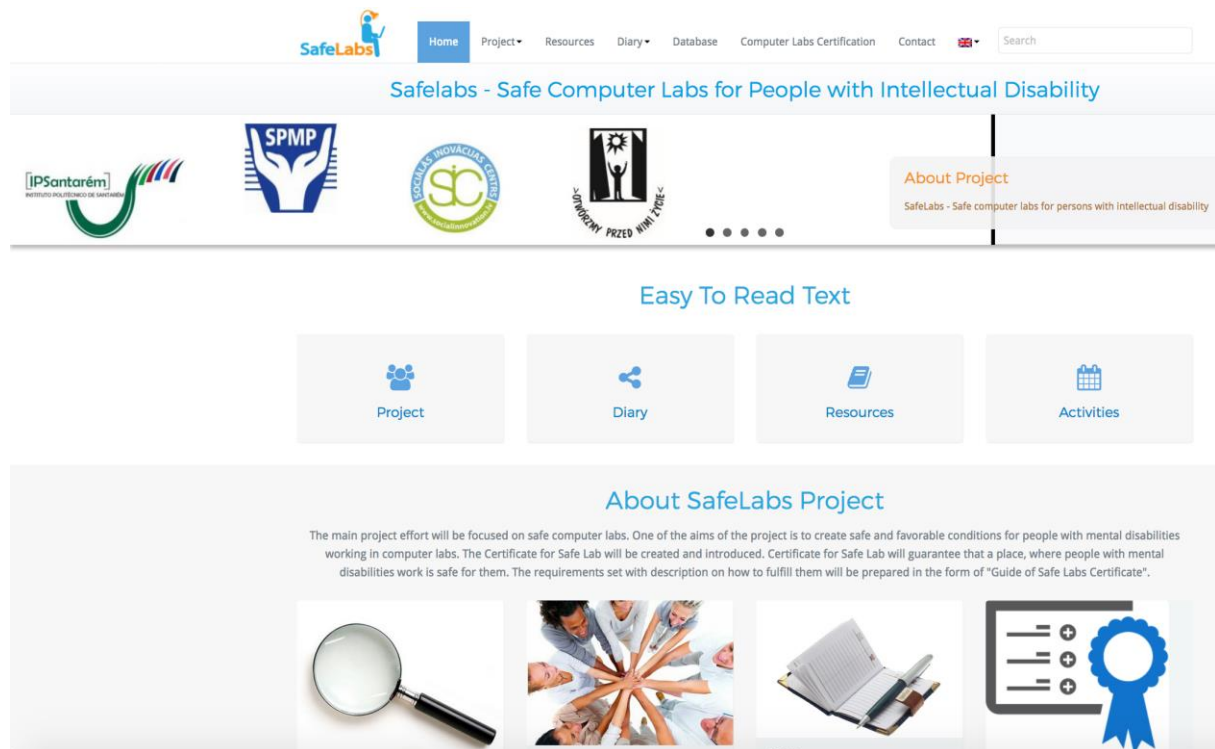 SafeLabs
Home Project Resources Diary Database Computer Labs Certification Contact Search
Safelabs - Safe Computer Labs for People with Intellectual Disability
[IPSantarém]
INSTITUTO POLITÉCNICO DE SANTARÉM
SPMP
SOCIĀLĀS INOVĀCIJAS CENTRS
SIC
www.socialinnovation.lv
>OTWÓRZMY PRZED NIMI ŻYCIE<
About Project
SafeLabs - Safe computer labs for persons with intellectual disability
Easy To Read Text
Project Diary Resources Activities
About SafeLabs Project
The main project effort will be focused on safe computer labs. One of the aims of the project is to create safe and favorable conditions for people with mental disabilities
working in computer labs. The Certificate for Safe Lab will be created and introduced. Certificate for Safe Lab will guarantee that a place, where people with mental
disabilities work is safe for them. The requirements set with description on how to fulfill them will be prepared in the form of "Guide of Safe Labs Certificate".